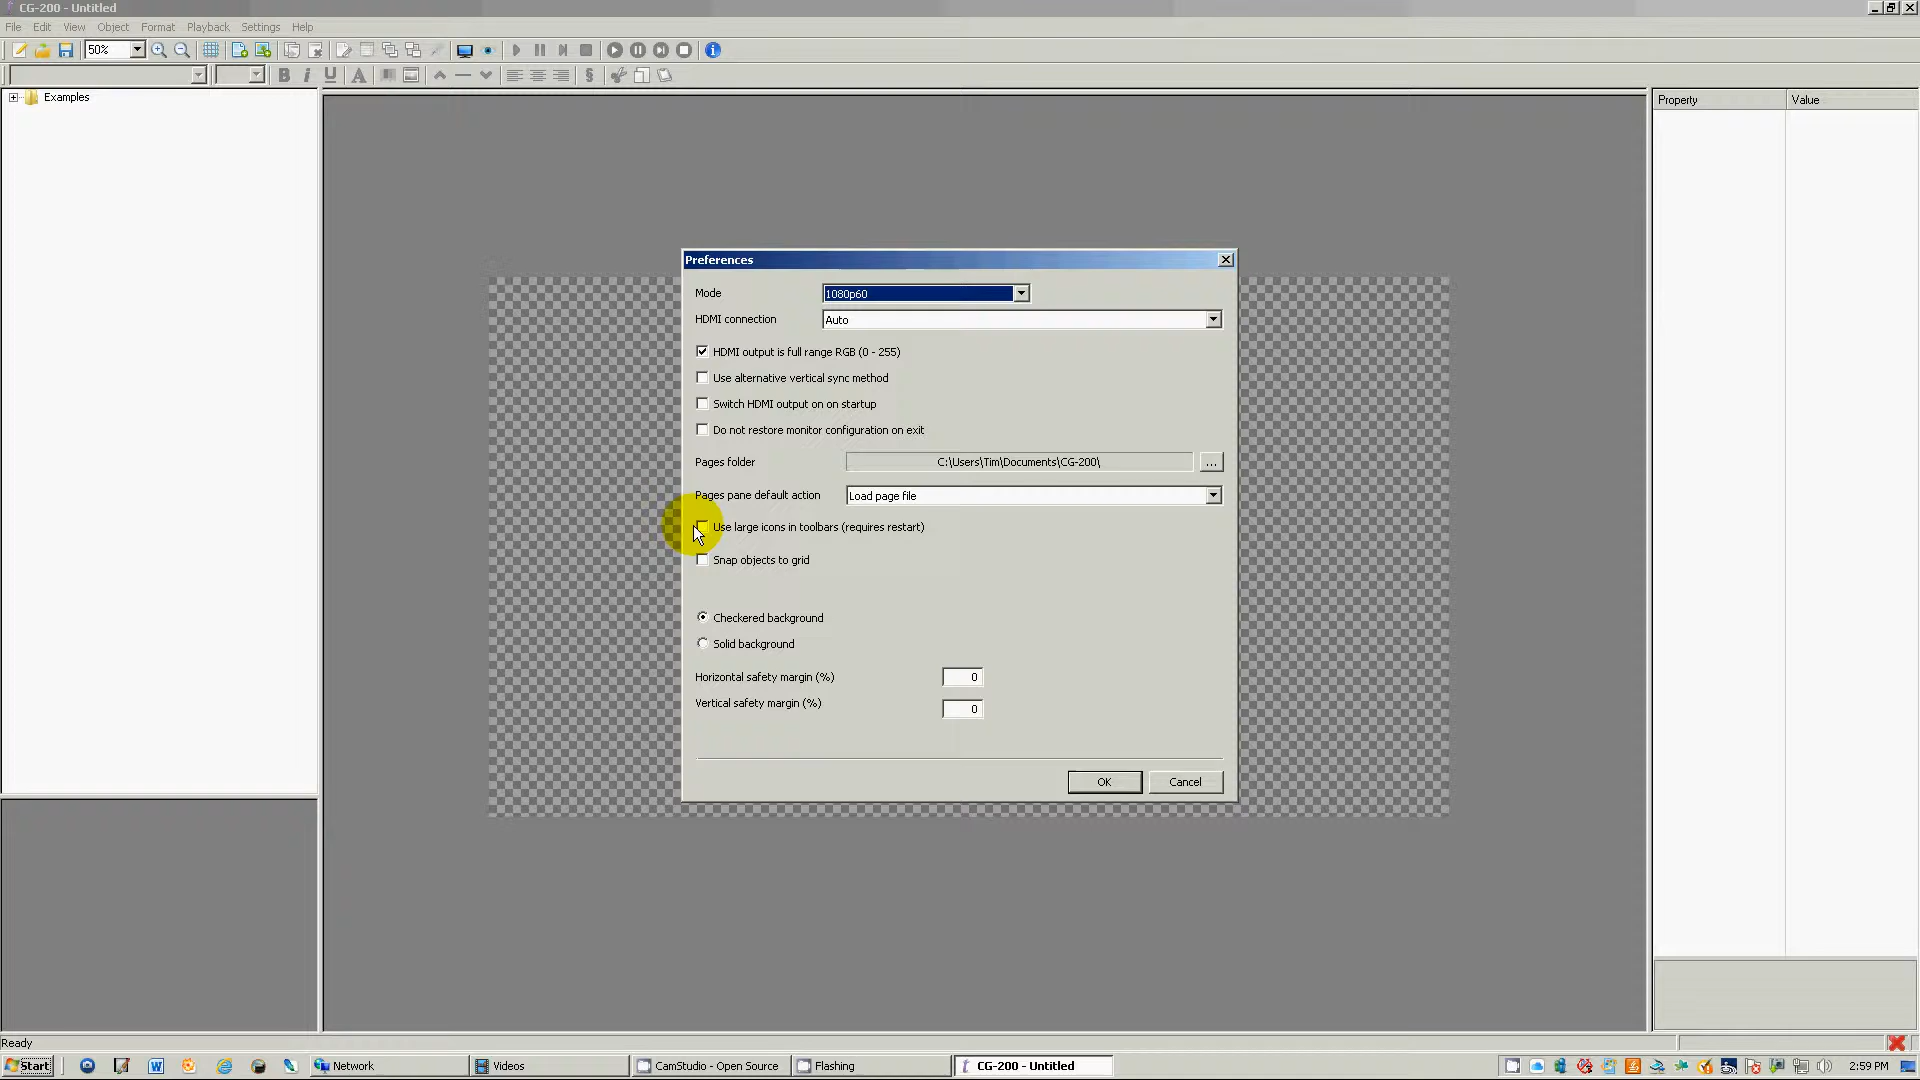 CG-200 - Untitled
File Edit View Object Format Playback Settings Help
50%
B i U A §
Examples
Property Value
Preferences
Mode 1080p60
HDMI connection Auto
HDMI output is full range RGB (0 - 255)
Use alternative vertical sync method
Switch HDMI output on on startup
Do not restore monitor configuration on exit
Pages folder C:\Users\Tim\Documents\CG-200\ ...
Pages pane default action Load page file
Use large icons in toolbars (requires restart)
Snap objects to grid
Checkered background
Solid background
Horizontal safety margin (%) 0
Vertical safety margin (%) 0
OK Cancel
Ready
Start Network Videos CamStudio - Open Source Flashing CG-200 - Untitled 2:59 PM